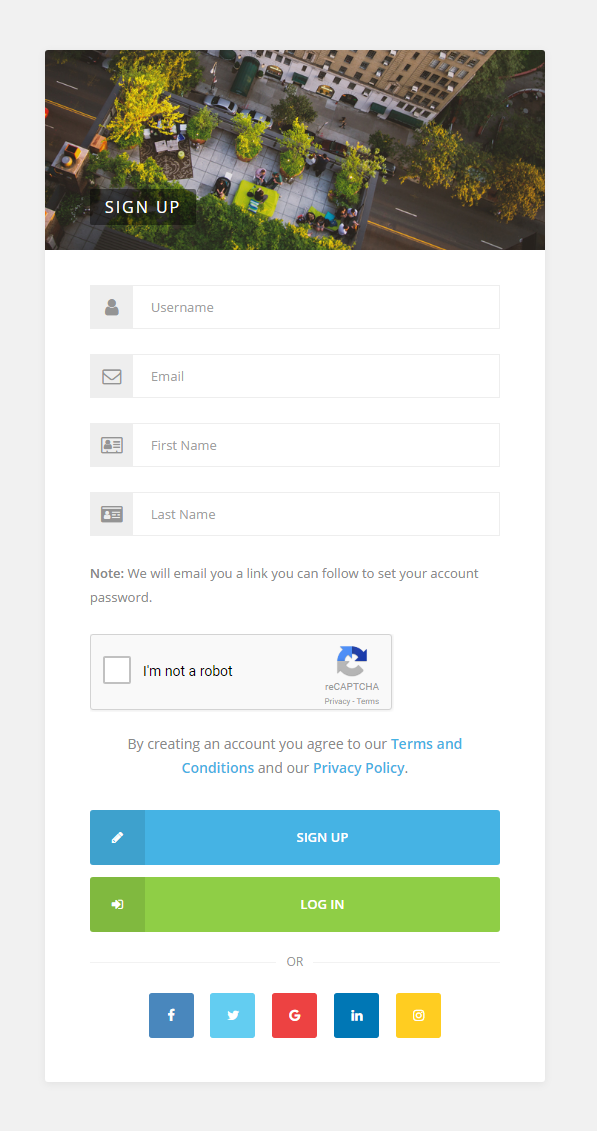 SIGN UP
Username
Email
First Name
Last Name
Note: We will email you a link you can follow to set your account
password.
I'm not a robot
reCAPTCHA
Privacy - Terms
By creating an account you agree to our Terms and
Conditions and our Privacy Policy.
SIGN UP
LOG IN
OR